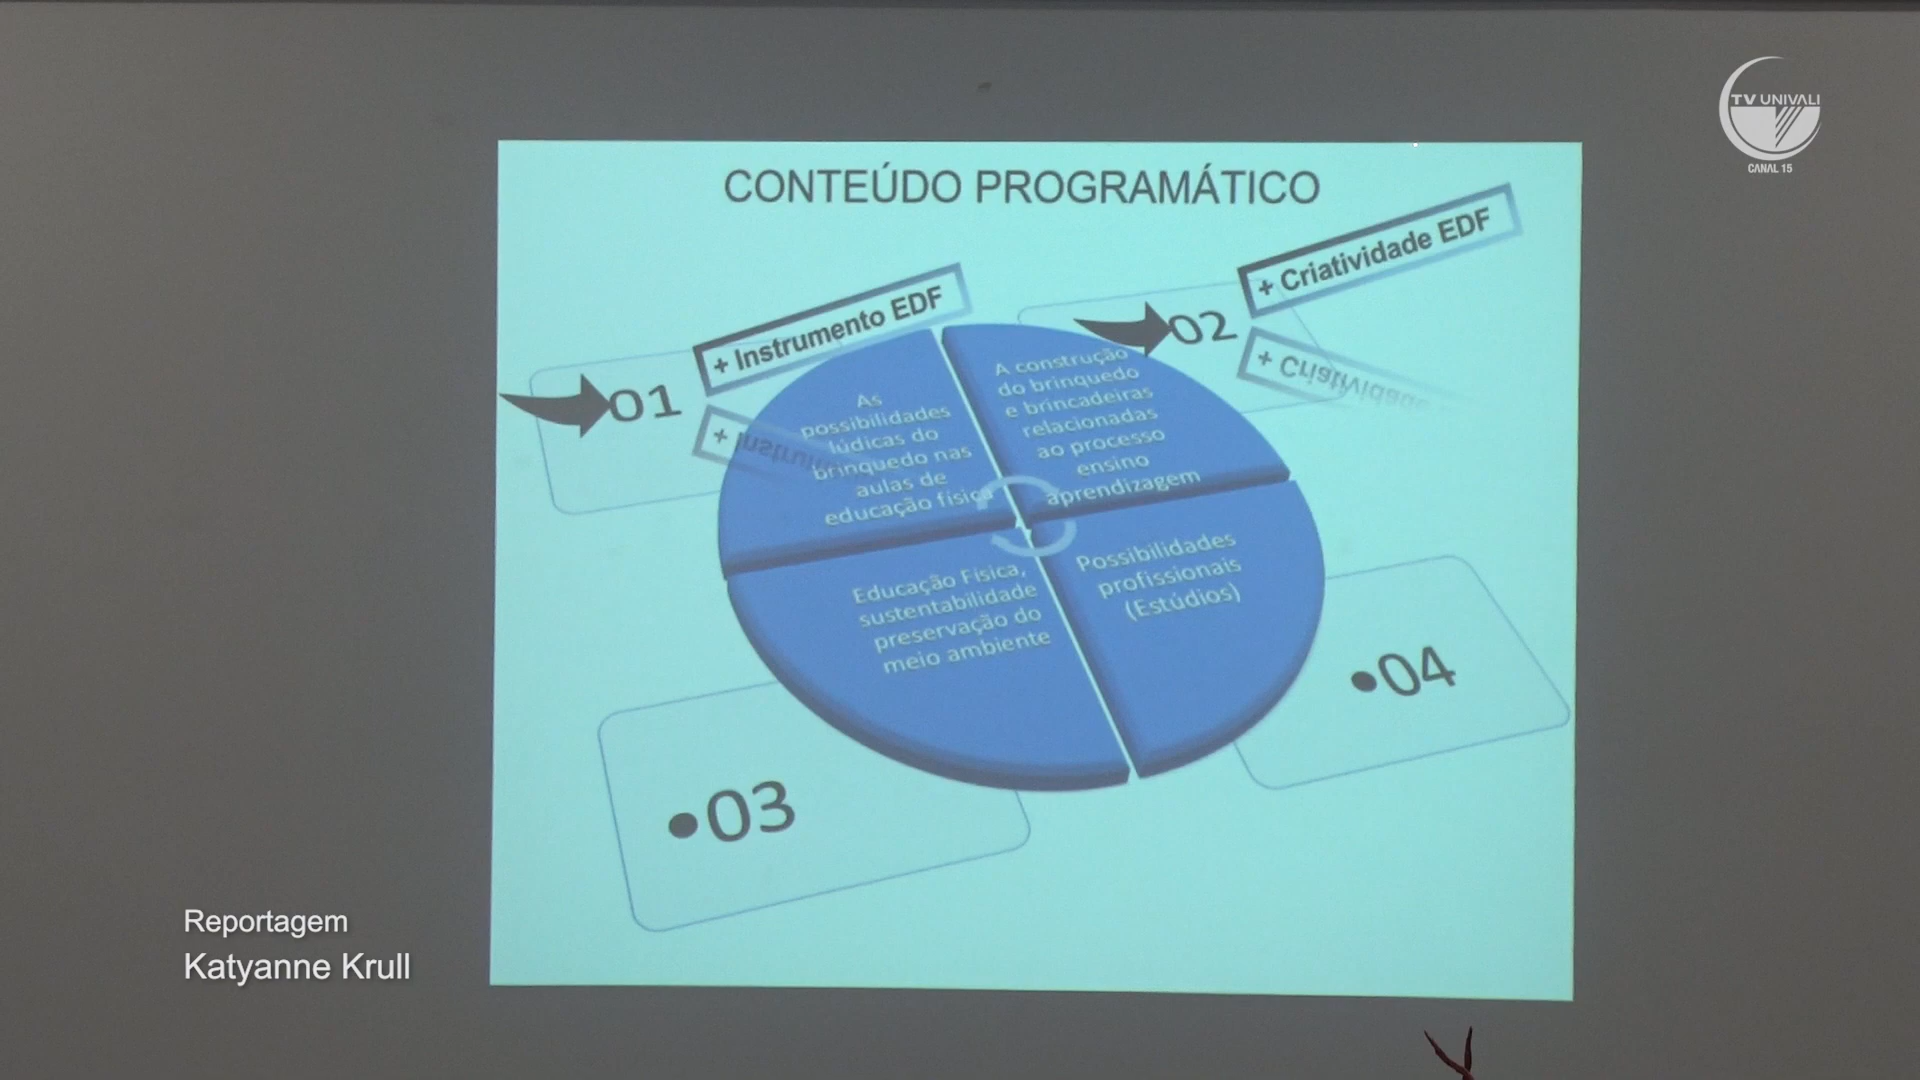 TV UNIVALI
CANAL 15
CONTEÚDO PROGRAMÁTICO
+ Instrumento EDF
01
As
possibilidades
lúdicas do
brinquedo nas
aulas de
educação física
+ Criatividade EDF
02
+ Criatividade
A construção
do brinquedo
e brincadeiras
relacionadas
ao processo
ensino
aprendizagem
Educação Física,
sustentabilidade
preservação do
meio ambiente
•03
Possibilidades
profissionais
(Estúdios)
•04
Reportagem
Katyanne Krull